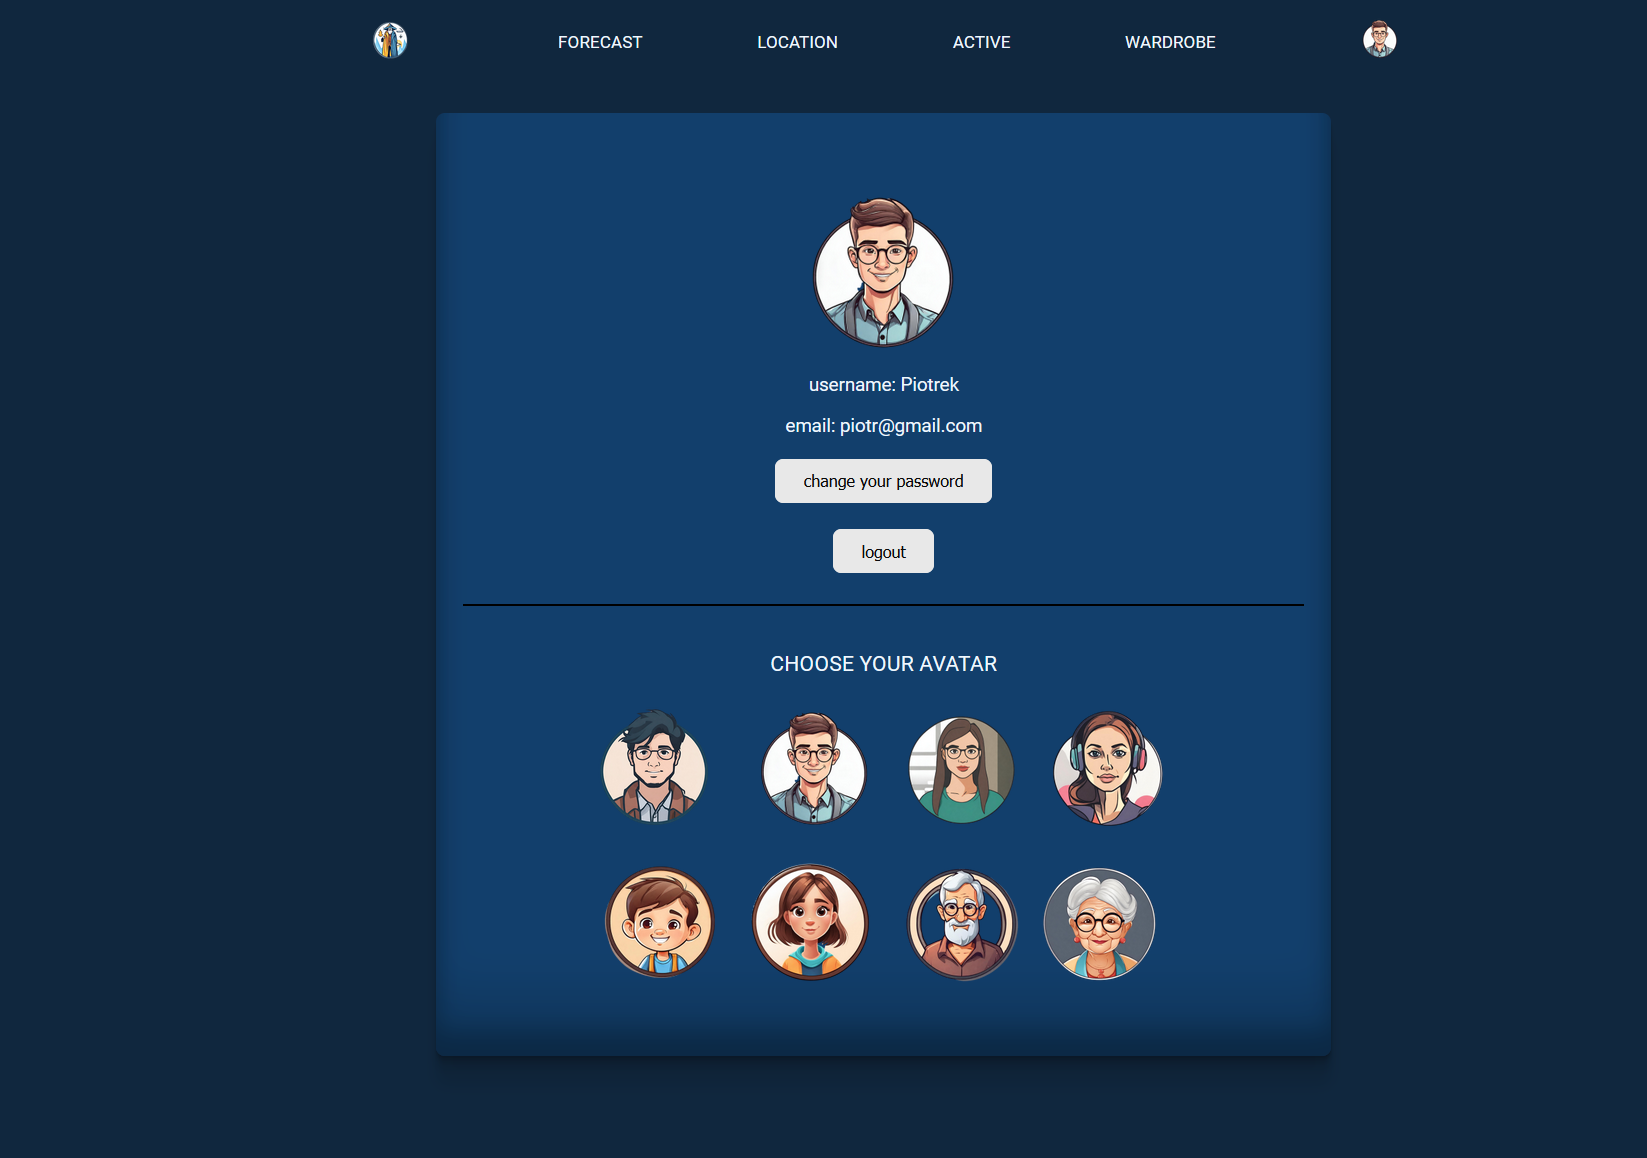 FORECAST LOCATION ACTIVE WARDROBE
username: Piotrek
email: piotr@gmail.com
change your password
logout
CHOOSE YOUR AVATAR